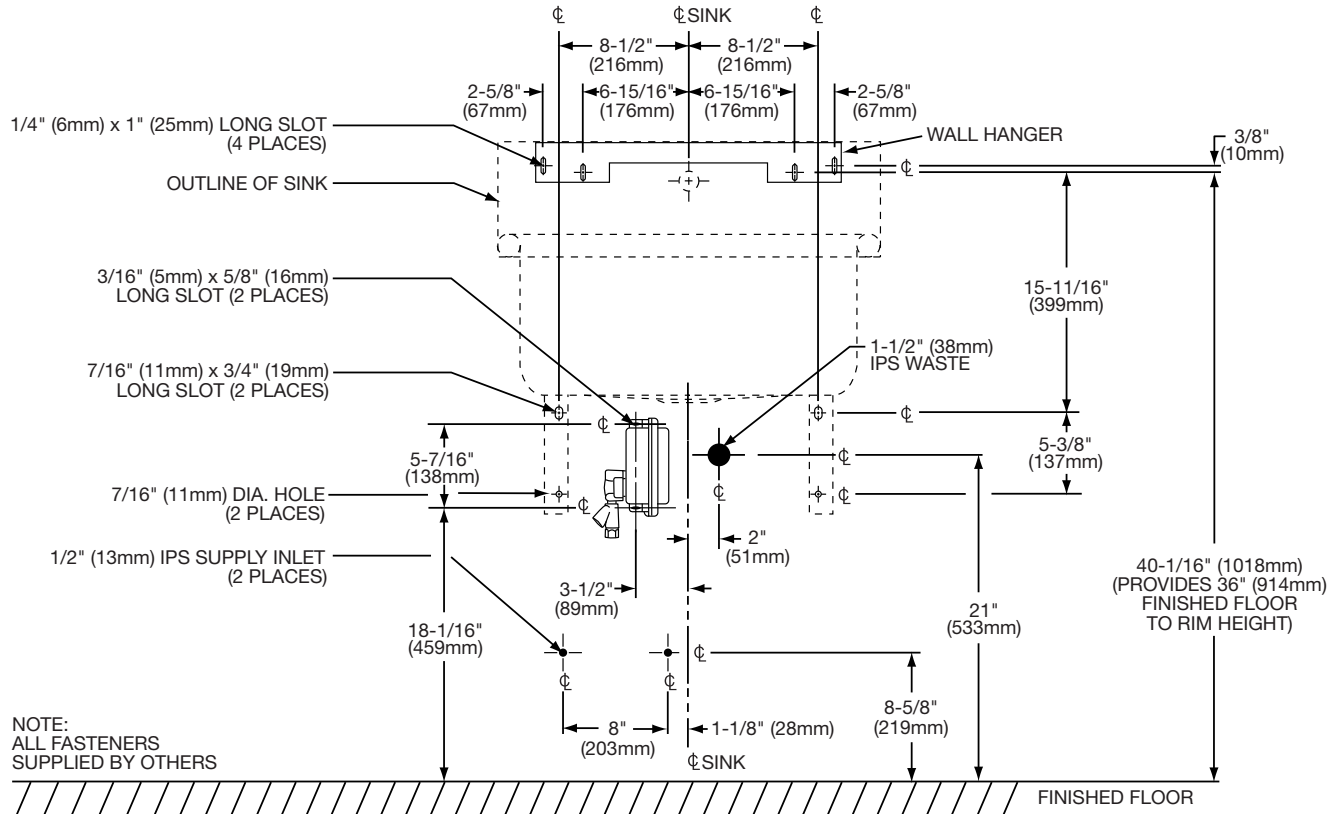 ℄
℄ SINK
℄
8-1/2"
(216mm)
8-1/2"
(216mm)
2-5/8"
(67mm)
6-15/16"
(176mm)
6-15/16"
(176mm)
2-5/8"
(67mm)
1/4" (6mm) x 1" (25mm) LONG SLOT
(4 PLACES)
WALL HANGER
3/8"
(10mm)
℄
OUTLINE OF SINK
3/16" (5mm) x 5/8" (16mm)
LONG SLOT (2 PLACES)
15-11/16"
(399mm)
1-1/2" (38mm)
IPS WASTE
7/16" (11mm) x 3/4" (19mm)
LONG SLOT (2 PLACES)
℄
℄
5-7/16"
(138mm)
℄
5-3/8"
(137mm)
7/16" (11mm) DIA. HOLE
(2 PLACES)
℄
℄
℄
2"
(51mm)
1/2" (13mm) IPS SUPPLY INLET
(2 PLACES)
3-1/2"
(89mm)
40-1/16" (1018mm)
(PROVIDES 36" (914mm)
FINISHED FLOOR
TO RIM HEIGHT)
21"
(533mm)
18-1/16"
(459mm)
℄
℄
℄
8-5/8"
(219mm)
8"
(203mm)
1-1/8" (28mm)
NOTE:
ALL FASTENERS
SUPPLIED BY OTHERS
℄ SINK
FINISHED FLOOR